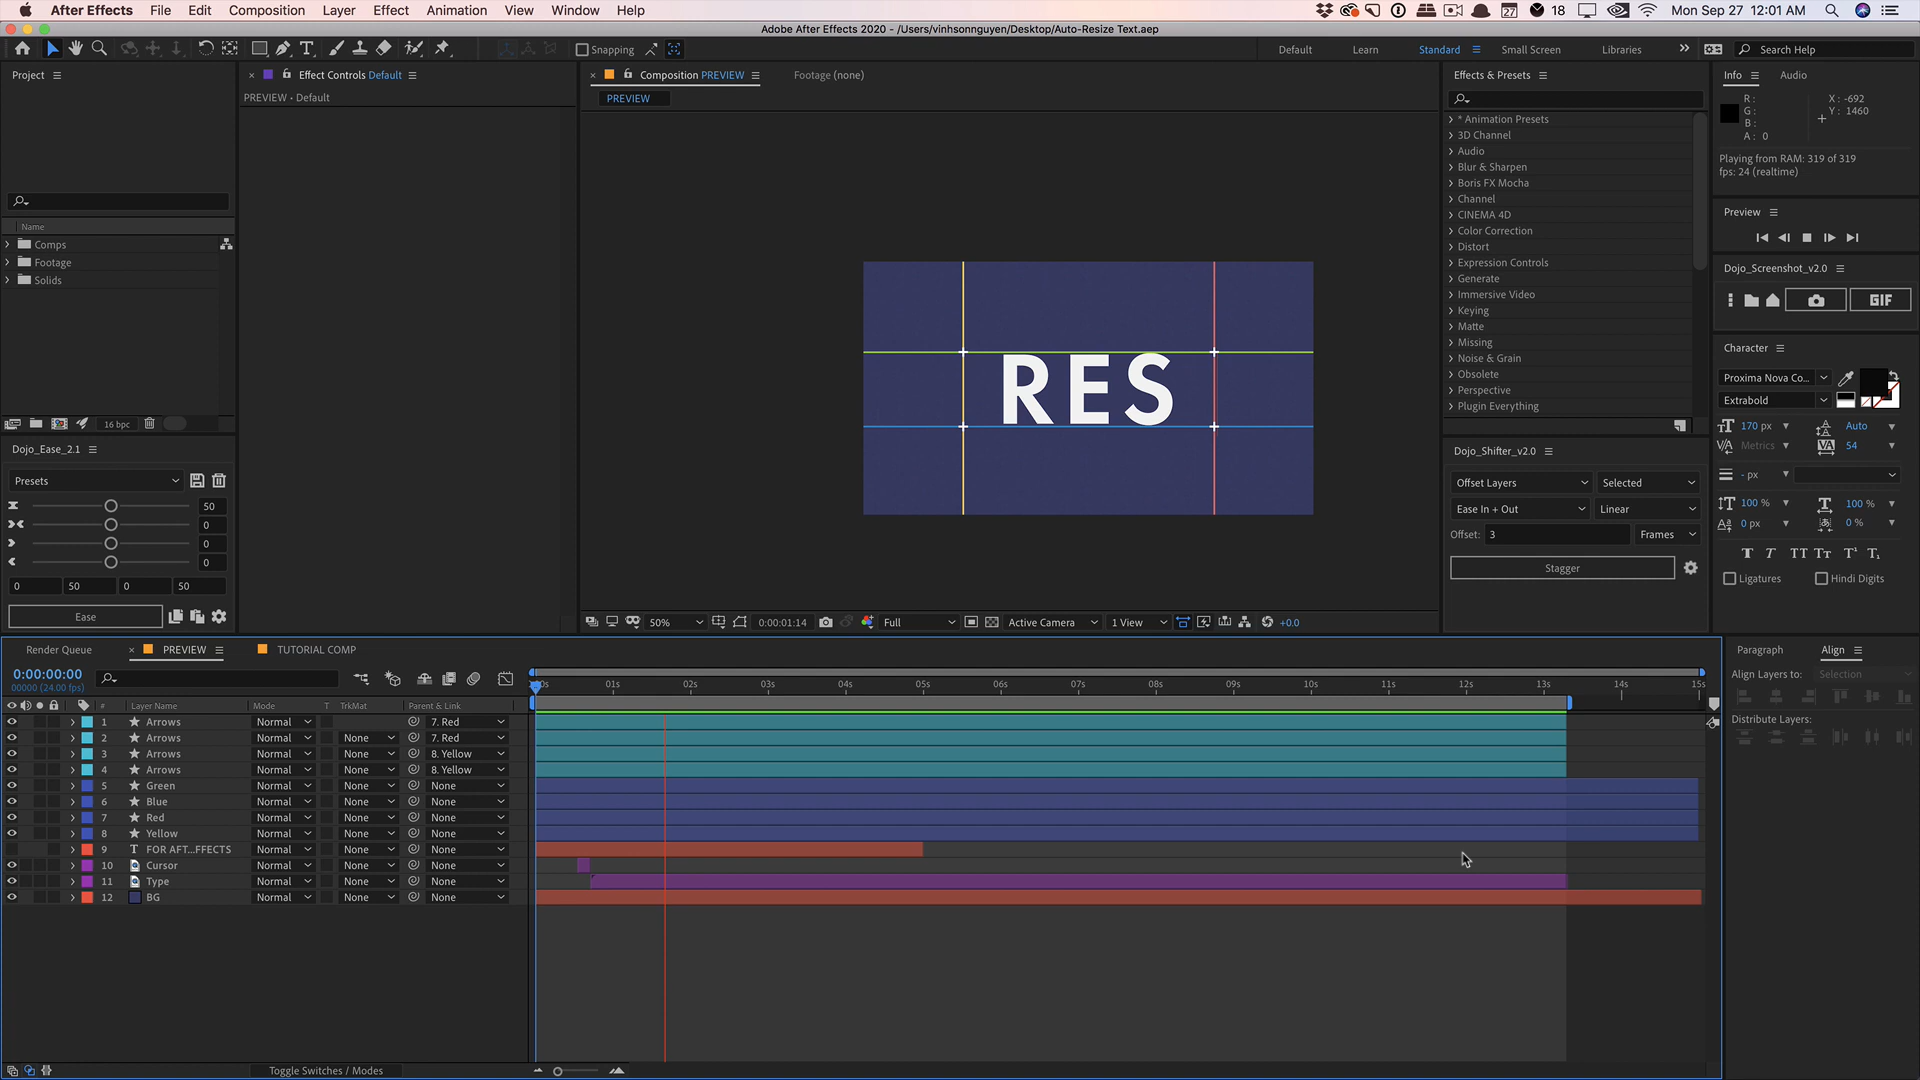 After Effects File Edit Composition Layer Effect Animation View Window Help 27 18 Mon Sep 27 12:01 AM
Adobe After Effects 2020 - /Users/vinhsonnguyen/Desktop/Auto-Resize Text.aep
Snapping Default Learn Standard Small Screen Libraries Search Help
Project Effect Controls Default Composition PREVIEW Footage (none) Effects & Presets Info Audio
PREVIEW • Default
PREVIEW
R:
G:
B:
A: 0
X: -692
Y: 1460
Playing from RAM: 319 of 319
fps: 24 (realtime)
Name
Comps
Footage
Solids
16 bpc
Dojo_Ease_2.1
Presets
50
0
0
0
0 50 0 50
Ease
RES
50% 0:00:01:14 Full Active Camera 1 View +0.0
* Animation Presets
3D Channel
Audio
Blur & Sharpen
Boris FX Mocha
Channel
CINEMA 4D
Color Correction
Distort
Expression Controls
Generate
Immersive Video
Keying
Matte
Missing
Noise & Grain
Obsolete
Perspective
Plugin Everything
Dojo_Shifter_v2.0
Offset Layers Selected
Ease In + Out Linear
Offset: 3 Frames
Stagger
Preview
Dojo_Screenshot_v2.0
GIF
Character
Proxima Nova Co...
Extrabold
170 px Auto
Metrics 54
- px
100 % 100 %
0 px 0 %
Ligatures Hindi Digits
Render Queue PREVIEW TUTORIAL COMP
0:00:00:00
00000 (24.00 fps)
01s 02s 03s 04s 05s 06s 07s 08s 09s 10s 11s 12s 13s 14s 15s
# Layer Name Mode T TrkMat Parent & Link
1 Arrows Normal 7. Red
2 Arrows Normal None 7. Red
3 Arrows Normal None 8. Yellow
4 Arrows Normal None 8. Yellow
5 Green Normal None None
6 Blue Normal None None
7 Red Normal None None
8 Yellow Normal None None
9 T FOR AFT...FFECTS Normal None None
10 Cursor Normal None None
11 Type Normal None None
12 BG Normal None None
Toggle Switches / Modes
Paragraph Align
Align Layers to: Selection
Distribute Layers: